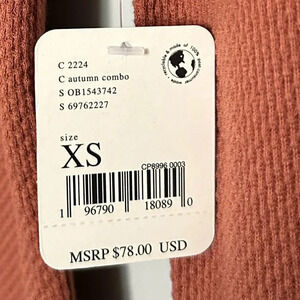 C 2224
C autumn combo
S OB1543742
S 69762227
size
XS
CP8996 0003
1 96790 18089 0
MSRP $78.00 USD